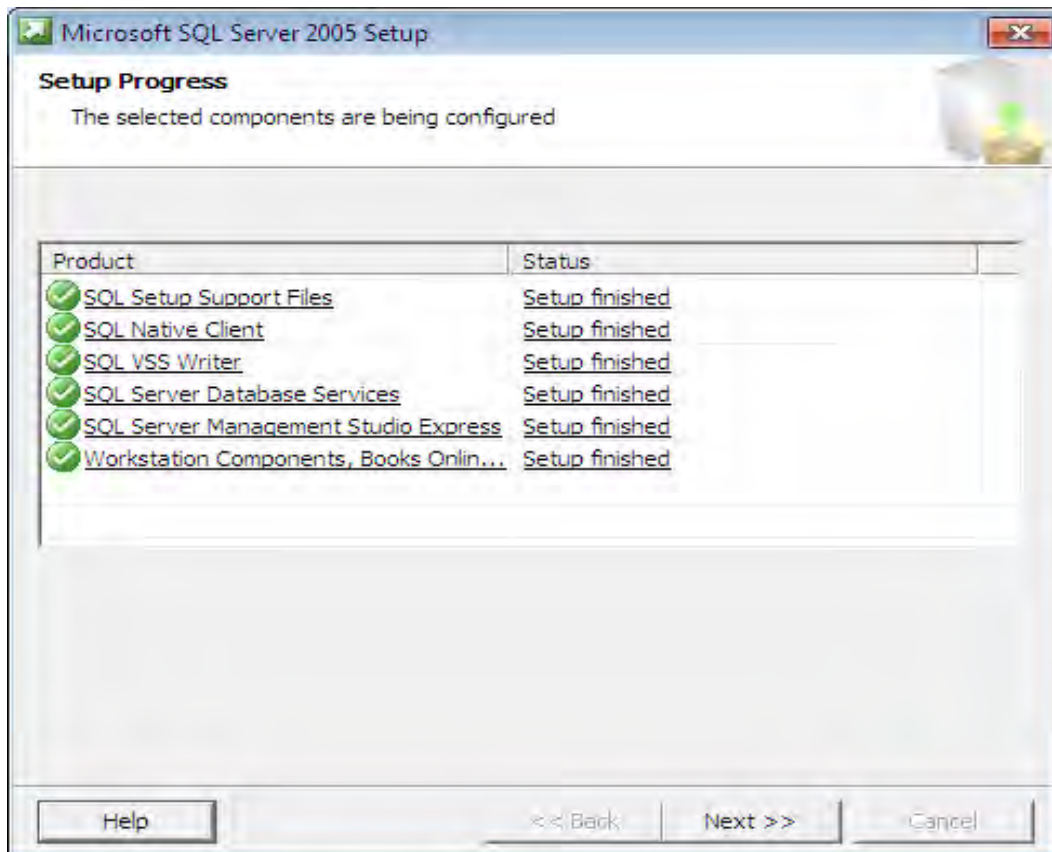 Microsoft SQL Server 2005 Setup
Setup Progress
The selected components are being configured
Product Status
SQL Setup Support Files Setup finished
SQL Native Client Setup finished
SQL VSS Writer Setup finished
SQL Server Database Services Setup finished
SQL Server Management Studio Express Setup finished
Workstation Components, Books Onlin... Setup finished
Help << Back Next >> Cancel